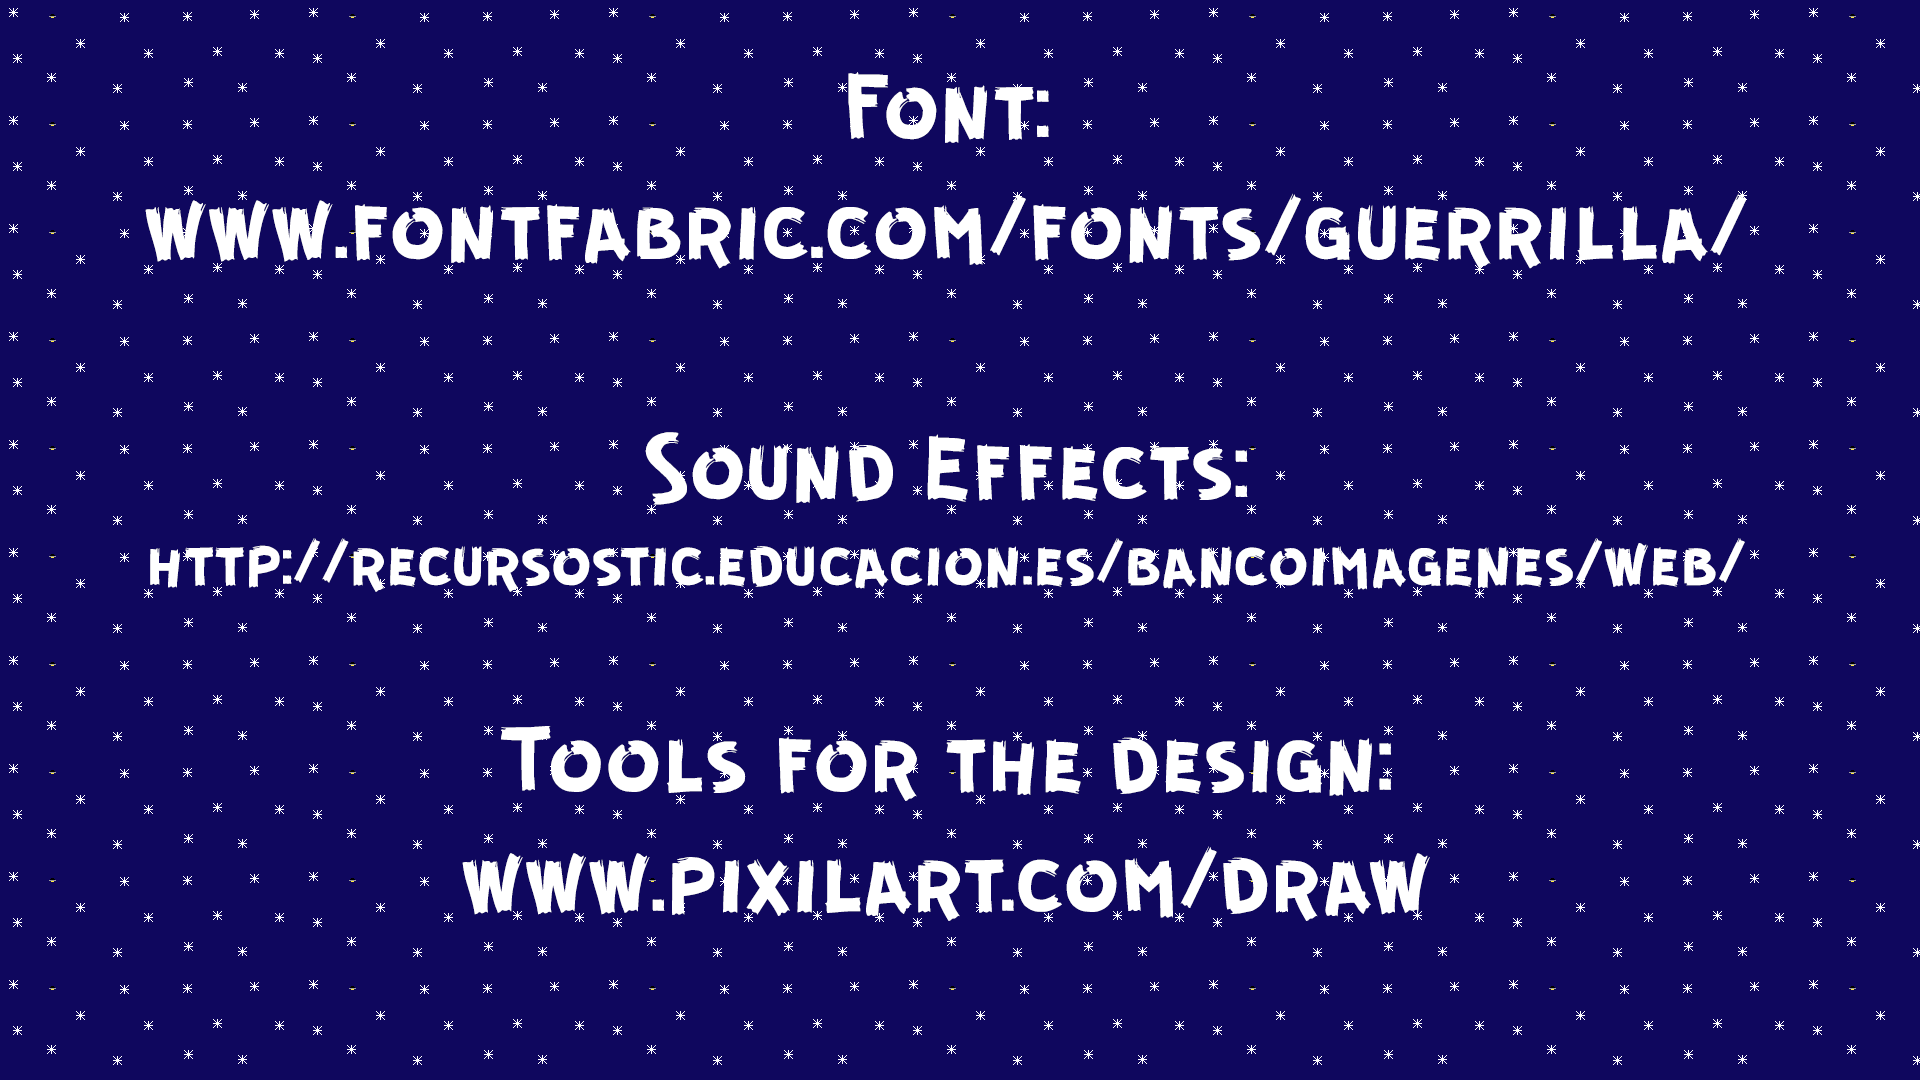 Font:
www.fontfabric.com/fonts/guerrilla/
Sound Effects:
http://recursostic.educacion.es/bancoimagenes/web/
Tools for the design:
www.pixilart.com/draw